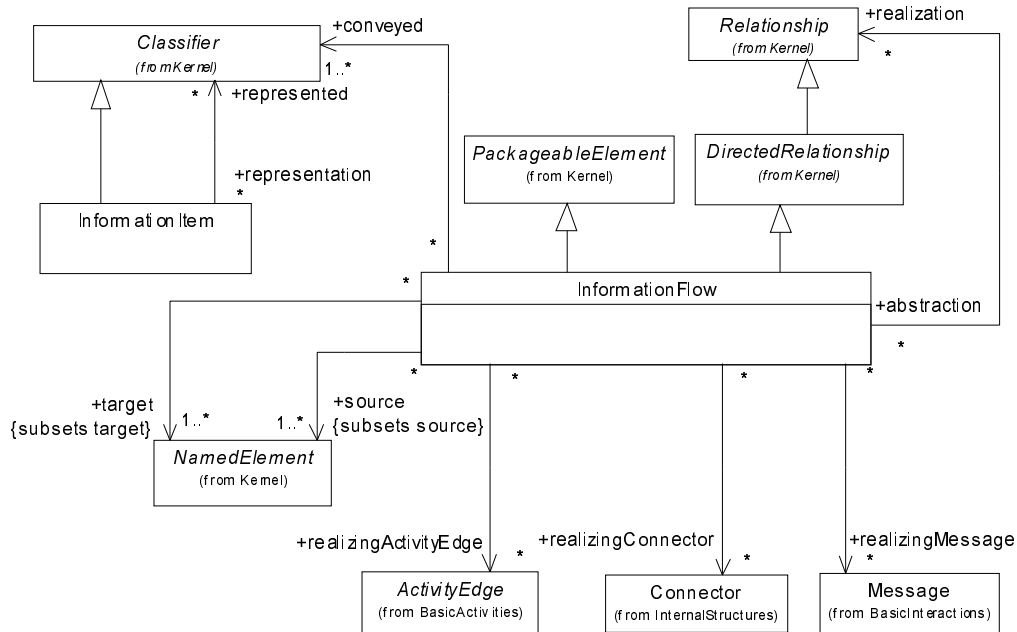 +conveyed
Classifier
(from Kernel)
1..*
* +represented
Relationship
(from Kernel)
+realization
*
PackageableElement
(from Kernel)
DirectedRelationship
(from Kernel)
+representation
*
InformationItem
*
*
InformationFlow
+abstraction
*
*
*
*
*
+target
{subsets target}
1..*
1..*
+source
{subsets source}
NamedElement
(from Kernel)
+realizingActivityEdge
*
+realizingConnector
*
+realizingMessage
*
ActivityEdge
(from BasicActivities)
Connector
(from InternalStructures)
Message
(from BasicInteractions)